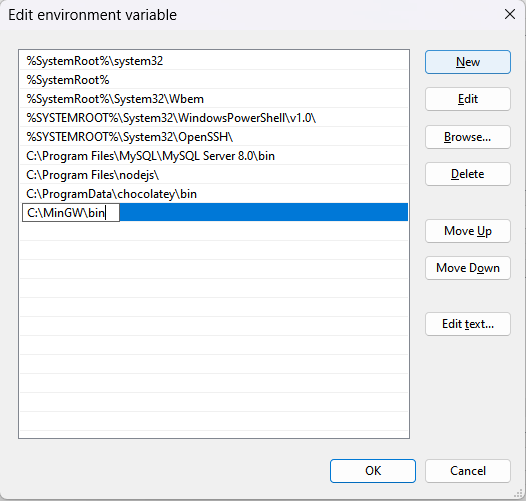 Edit environment variable
%SystemRoot%\system32
%SystemRoot%
%SystemRoot%\System32\Wbem
%SYSTEMROOT%\System32\WindowsPowerShell\v1.0\
%SYSTEMROOT%\System32\OpenSSH\
C:\Program Files\MySQL\MySQL Server 8.0\bin
C:\Program Files\nodejs\
C:\ProgramData\chocolatey\bin
C:\MinGW\bin
New
Edit
Browse...
Delete
Move Up
Move Down
Edit text...
OK
Cancel